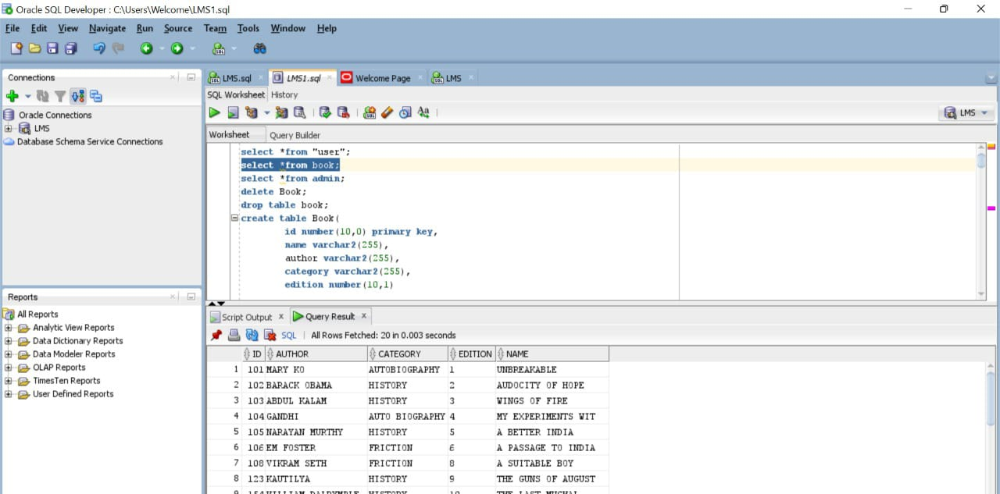 Oracle SQL Developer : C:\Users\Welcome\LMS1.sql
File Edit View Navigate Run Source Team Tools Window Help
Connections
Oracle Connections
LMS
Database Schema Service Connections
Reports
All Reports
Analytic View Reports
Data Dictionary Reports
Data Modeler Reports
OLAP Reports
TimesTen Reports
User Defined Reports
LMS.sql LMS1.sql Welcome Page LMS
SQL Worksheet History
LMS
Worksheet Query Builder
select *from "user";
select *from book;
select *from admin;
delete Book;
drop table book;
create table Book(
id number(10,0) primary key,
name varchar2(255),
author varchar2(255),
category varchar2(255),
edition number(10,1)
Script Output x Query Result x
SQL | All Rows Fetched: 20 in 0.003 seconds
ID AUTHOR CATEGORY EDITION NAME
1 101 MARY KO AUTOBIOGRAPHY 1 UNBREAKABLE
2 102 BARACK OBAMA HISTORY 2 AUDOCITY OF HOPE
3 103 ABDUL KALAM HISTORY 3 WINGS OF FIRE
4 104 GANDHI AUTO BIOGRAPHY 4 MY EXPERIMENTS WIT
5 105 NARAYAN MURTHY HISTORY 5 A BETTER INDIA
6 106 EM FOSTER FRICTION 6 A PASSAGE TO INDIA
7 108 VIKRAM SETH FRICTION 8 A SUITABLE BOY
8 123 KAUTILYA HISTORY 9 THE GUNS OF AUGUST
9 154 WILLIAM DALRYMPLE HISTORY 10 THE LAST MUGHAL